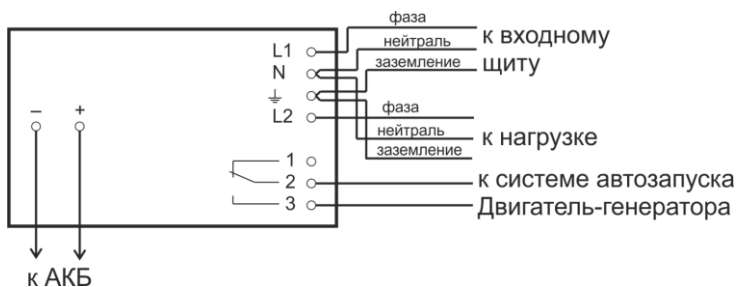 фаза
L1
к входному
нейтраль
N
заземление
щиту
L2
фаза
нейтраль
к нагрузке
заземление
– +
1
2
к системе автозапуска
3
Двигатель-генератора
к АКБ